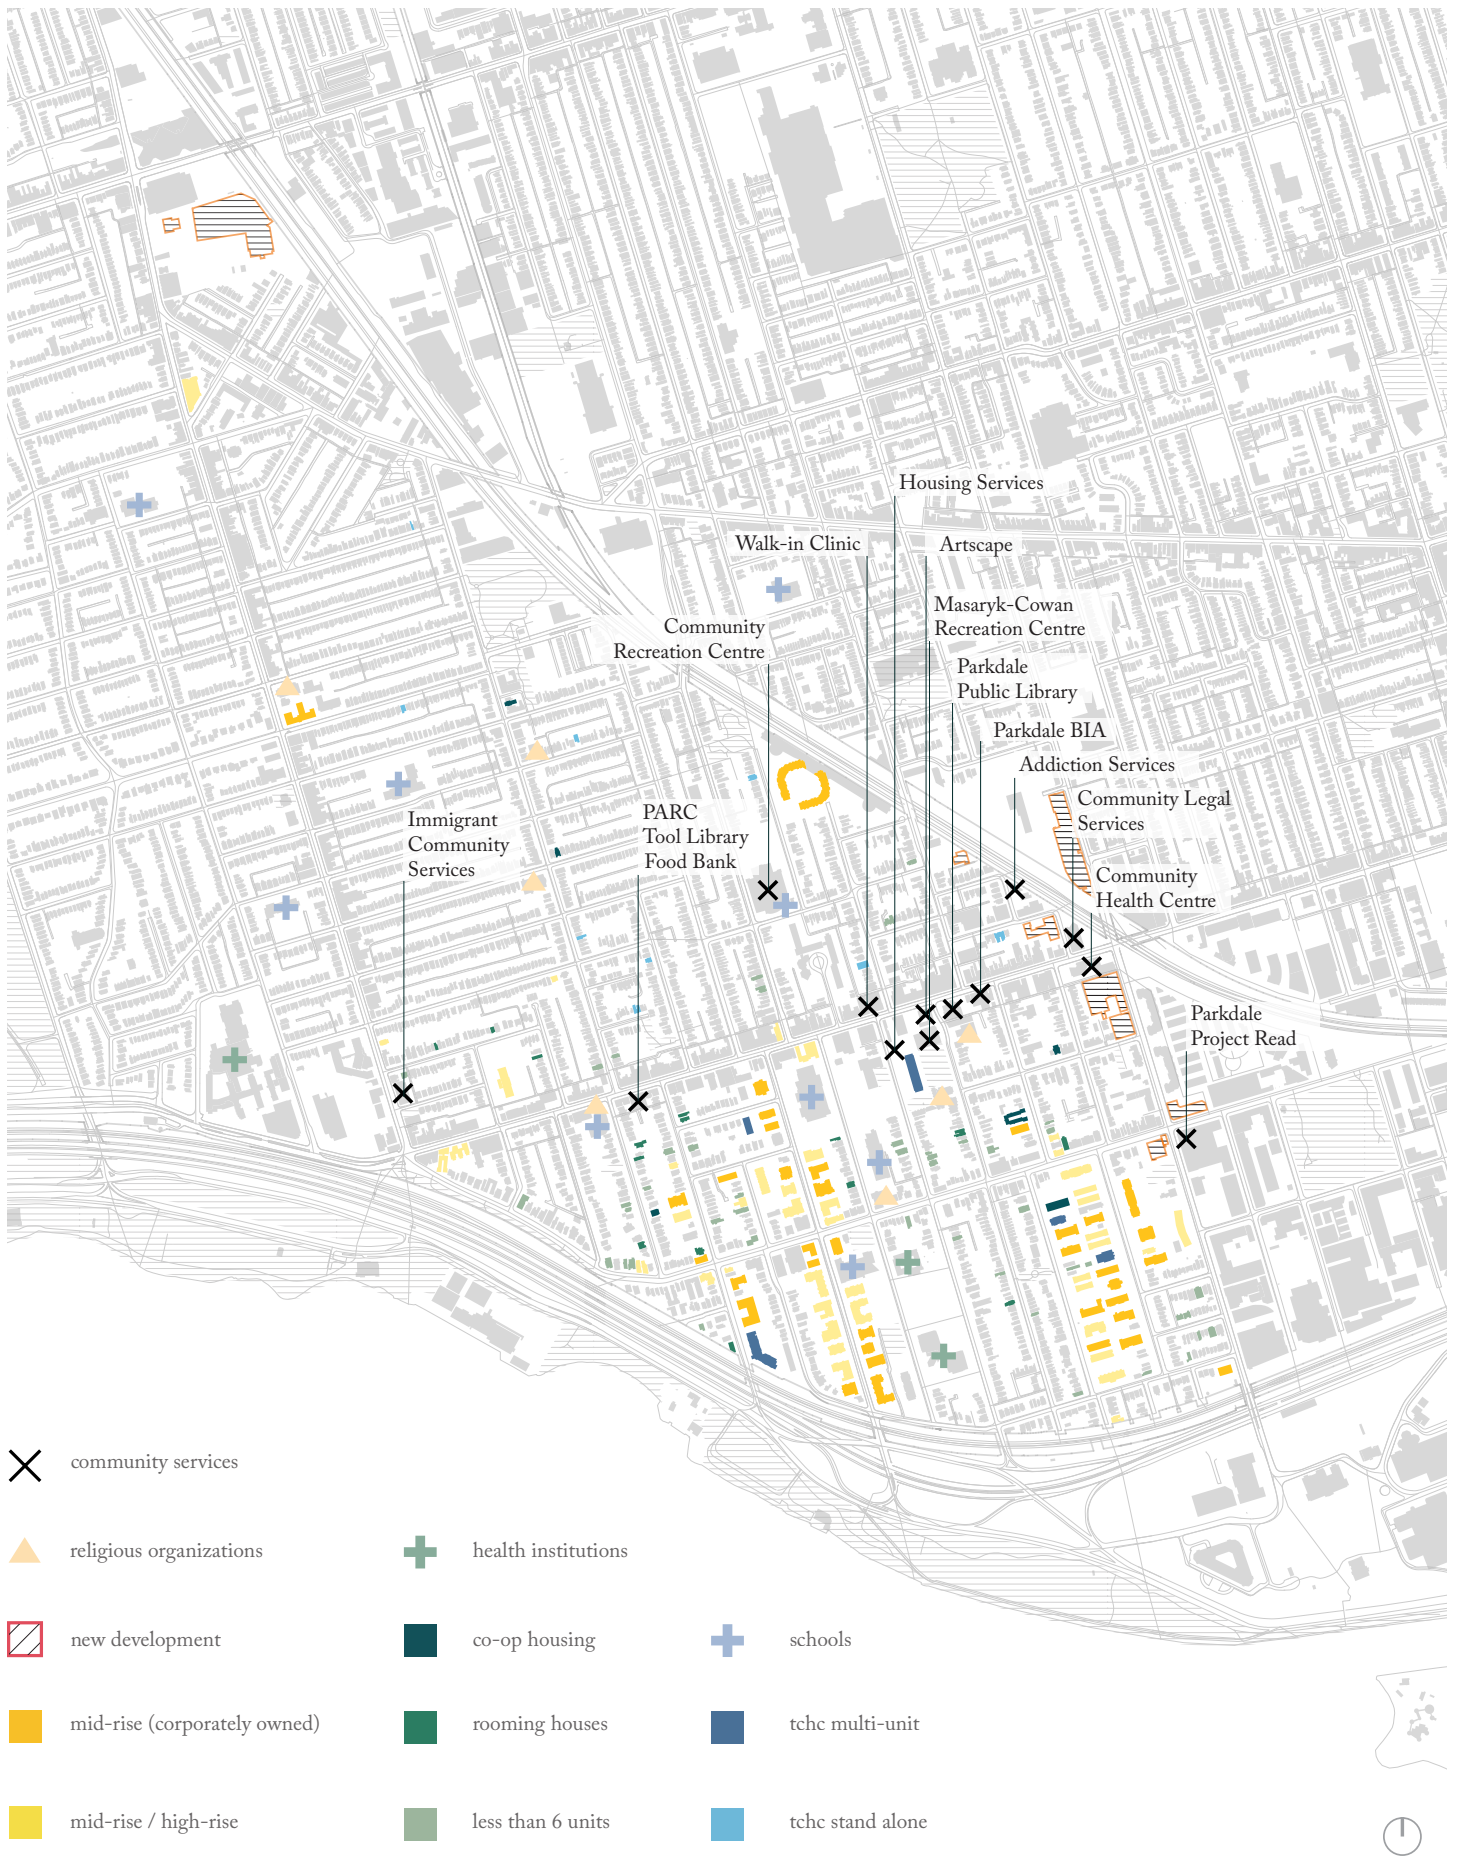 Housing Services
Walk-in Clinic
Artscape
Masaryk-Cowan
Recreation Centre
Community
Recreation Centre
Parkdale
Public Library
Parkdale BIA
Addiction Services
Community Legal
Services
PARC
Tool Library
Food Bank
Immigrant
Community
Services
Community
Health Centre
Parkdale
Project Read
community services
religious organizations
health institutions
new development
co-op housing
schools
mid-rise (corporately owned)
rooming houses
tchc multi-unit
mid-rise / high-rise
less than 6 units
tchc stand alone